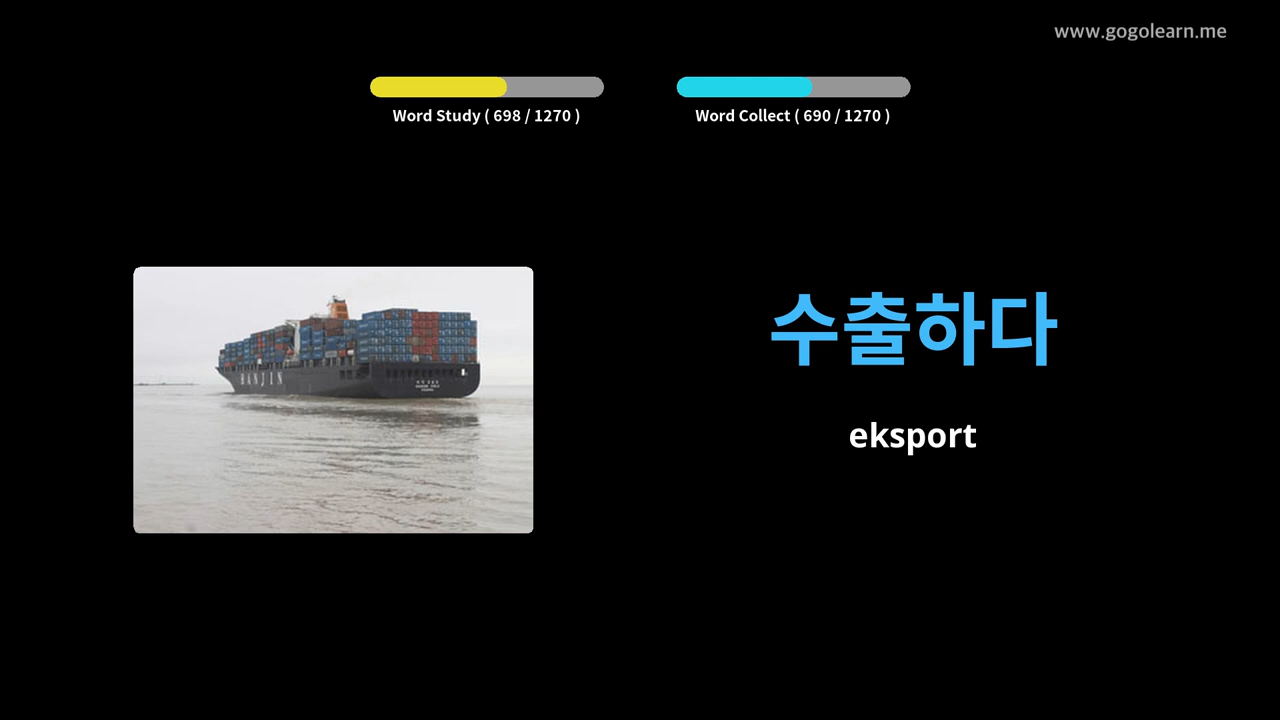 www.gogolearn.me
Word Study ( 698 / 1270 )
Word Collect ( 690 / 1270 )
수출하다
eksport
HANJIN